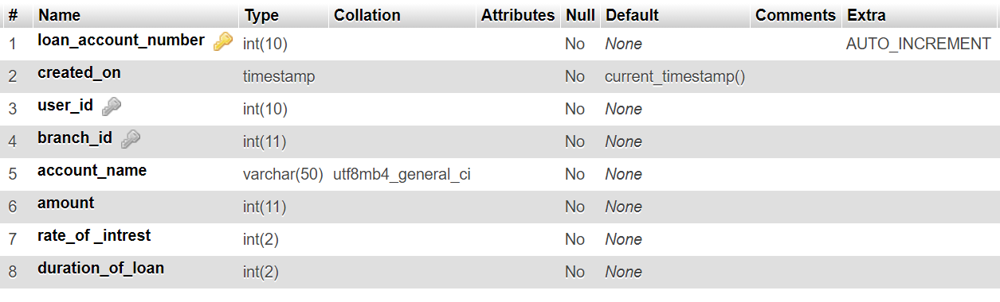 # Name Type Collation Attributes Null Default Comments Extra
1 loan_account_number int(10) No None AUTO_INCREMENT
2 created_on timestamp No current_timestamp()
3 user_id int(10) No None
4 branch_id int(11) No None
5 account_name varchar(50) utf8mb4_general_ci No None
6 amount int(11) No None
7 rate_of _intrest int(2) No None
8 duration_of_loan int(2) No None